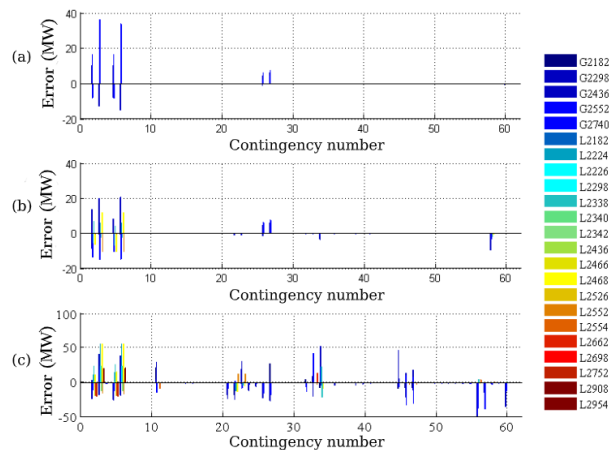 (a)
Error (MW)
40
20
0
-20
0 10 20 30 40 50 60
Contingency number
(b)
Error (MW)
40
20
0
-20
0 10 20 30 40 50 60
Contingency number
(c)
Error (MW)
100
50
0
-50
0 10 20 30 40 50 60
Contingency number
G2182
G2298
G2436
G2552
G2740
L2182
L2224
L2226
L2298
L2338
L2340
L2342
L2436
L2466
L2468
L2526
L2552
L2554
L2662
L2698
L2752
L2908
L2954